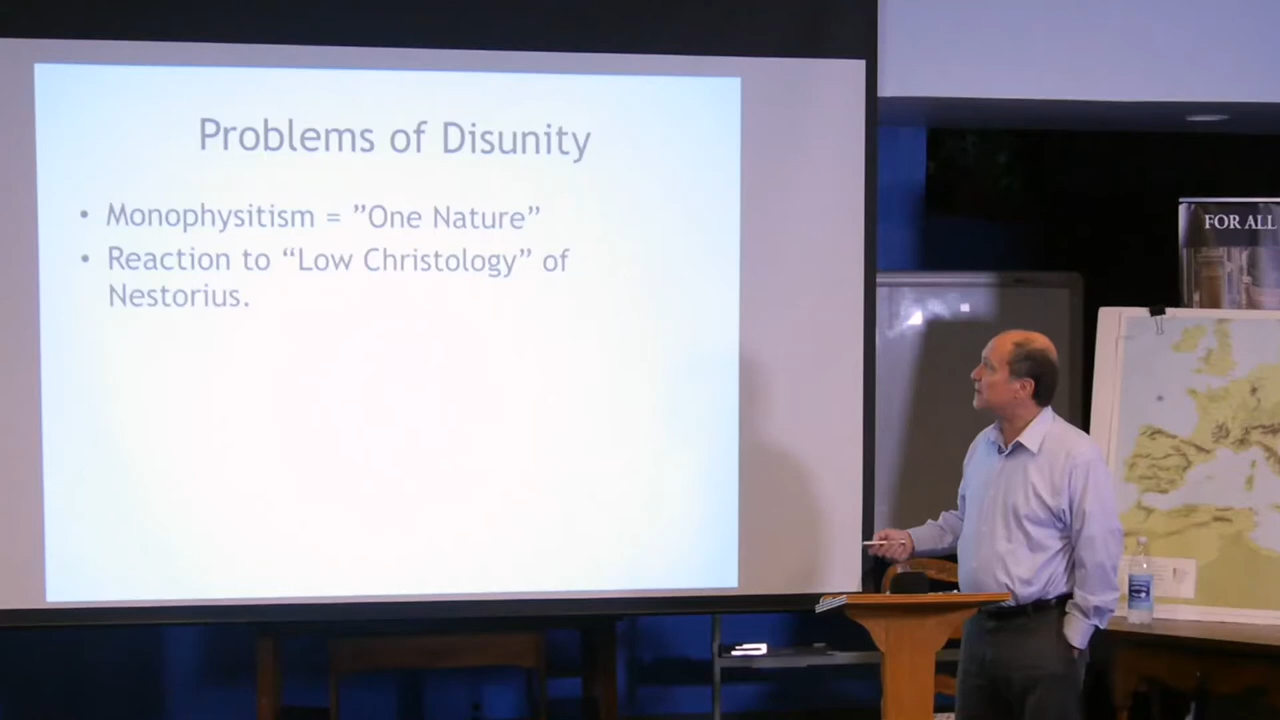 Problems of Disunity
• Monophysitism = ”One Nature”
• Reaction to “Low Christology” of
Nestorius.
FOR ALL